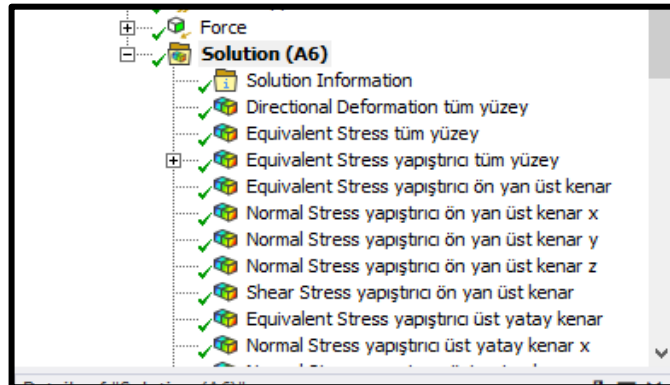 Force
Solution (A6)
Solution Information
Directional Deformation tüm yüzey
Equivalent Stress tüm yüzey
Equivalent Stress yapıştırıcı tüm yüzey
Equivalent Stress yapıştırıcı ön yan üst kenar
Normal Stress yapıştırıcı ön yan üst kenar x
Normal Stress yapıştırıcı ön yan üst kenar y
Normal Stress yapıştırıcı ön yan üst kenar z
Shear Stress yapıştırıcı ön yan üst kenar
Equivalent Stress yapıştırıcı üst yatay kenar
Normal Stress yapıştırıcı üst yatay kenar x